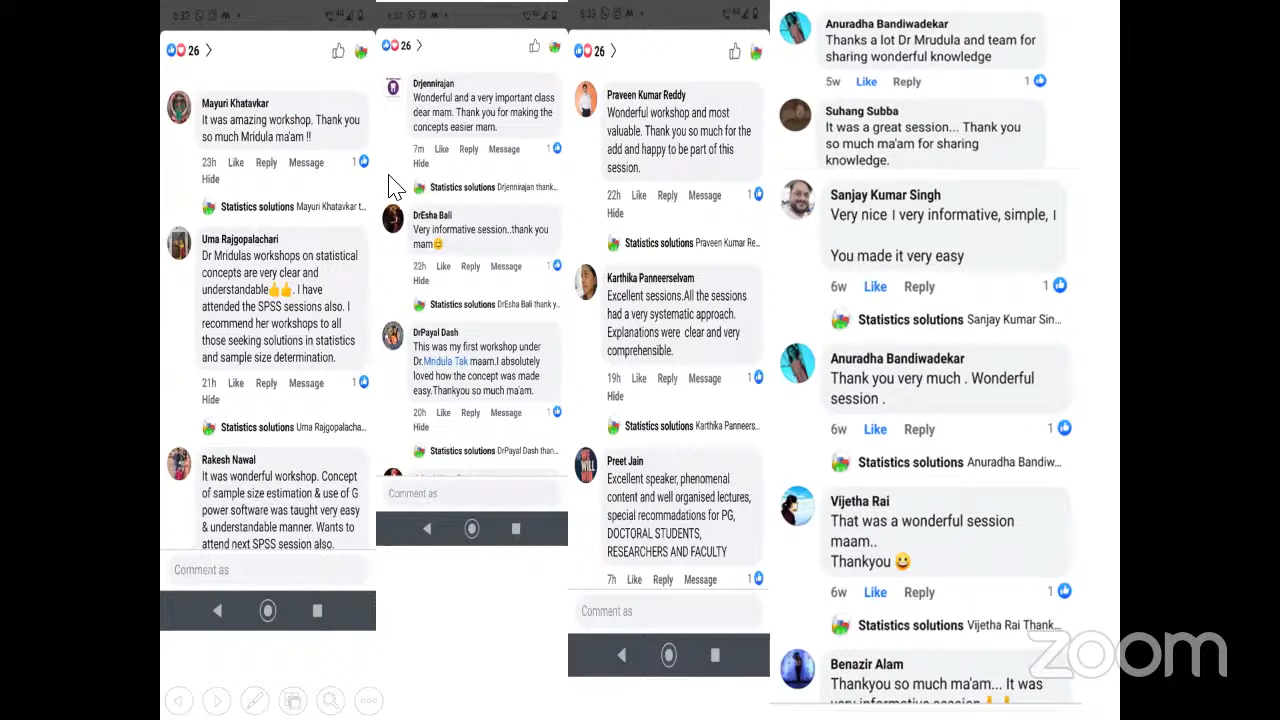 6:32
26
Mayuri Khatavkar
It was amazing workshop. Thank you
so much Mridula ma'am !!
23h Like Reply Message 1
Hide
Statistics solutions Mayuri Khatavkar t...
Uma Rajgopalachari
Dr Mridulas workshops on statistical
concepts are very clear and
understandable👍👍. I have
attended the SPSS sessions also. I
recommend her workshops to all
those seeking solutions in statistics
and sample size determination.
21h Like Reply Message 1
Hide
Statistics solutions Uma Rajgopalacha...
Rakesh Nawal
It was wonderful workshop. Concept
of sample size estimation & use of G
power software was taught very easy
& understandable manner. Wants to
attend next SPSS session also.
Comment as
6:32
26
Drjennirajan
Wonderful and a very important class
dear mam. Thank you for making the
concepts easier mam.
7m Like Reply Message 1
Hide
Statistics solutions Drjennirajan thank...
DrEsha Bali
Very informative session..thank you
mam😊
22h Like Reply Message 1
Hide
Statistics solutions DrEsha Bali thank y...
DrPayal Dash
This was my first workshop under
Dr.Mridula Tak maam.I absolutely
loved how the concept was made
easy.Thankyou so much ma'am.
20h Like Reply Message 1
Hide
Statistics solutions DrPayal Dash than...
Comment as
6:33
26
Praveen Kumar Reddy
Wonderful workshop and most
valuable. Thank you so much for the
add and happy to be part of this
session.
22h Like Reply Message 1
Hide
Statistics solutions Praveen Kumar Re...
Karthika Panneerselvam
Excellent sessions.All the sessions
had a very systematic approach.
Explanations were clear and very
comprehensible.
19h Like Reply Message 1
Hide
Statistics solutions Karthika Panneers...
Preet Jain
Excellent speaker, phenomenal
content and well organised lectures,
special recommadations for PG,
DOCTORAL STUDENTS,
RESEARCHERS AND FACULTY
7h Like Reply Message 1
Comment as
Anuradha Bandiwadekar
Thanks a lot Dr Mrudula and team for
sharing wonderful knowledge
5w Like Reply 1
Suhang Subba
It was a great session... Thank you
so much ma'am for sharing
knowledge.
Sanjay Kumar Singh
Very nice I very informative, simple, I
You made it very easy
6w Like Reply 1
Statistics solutions Sanjay Kumar Sin...
Anuradha Bandiwadekar
Thank you very much . Wonderful
session .
6w Like Reply 1
Statistics solutions Anuradha Bandiw...
Vijetha Rai
That was a wonderful session
maam..
Thankyou 😀
6w Like Reply 1
Statistics solutions Vijetha Rai Thank...
Benazir Alam
Thankyou so much ma'am... It was
very informative session
zoom